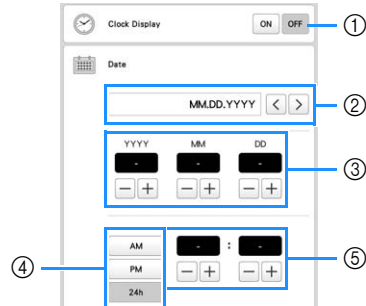 Clock Display ON OFF ①
Date
MM.DD.YYYY < > ②
YYYY MM DD
- - - ③
− + − + − +
④ AM - : - ⑤
PM − + − +
24h